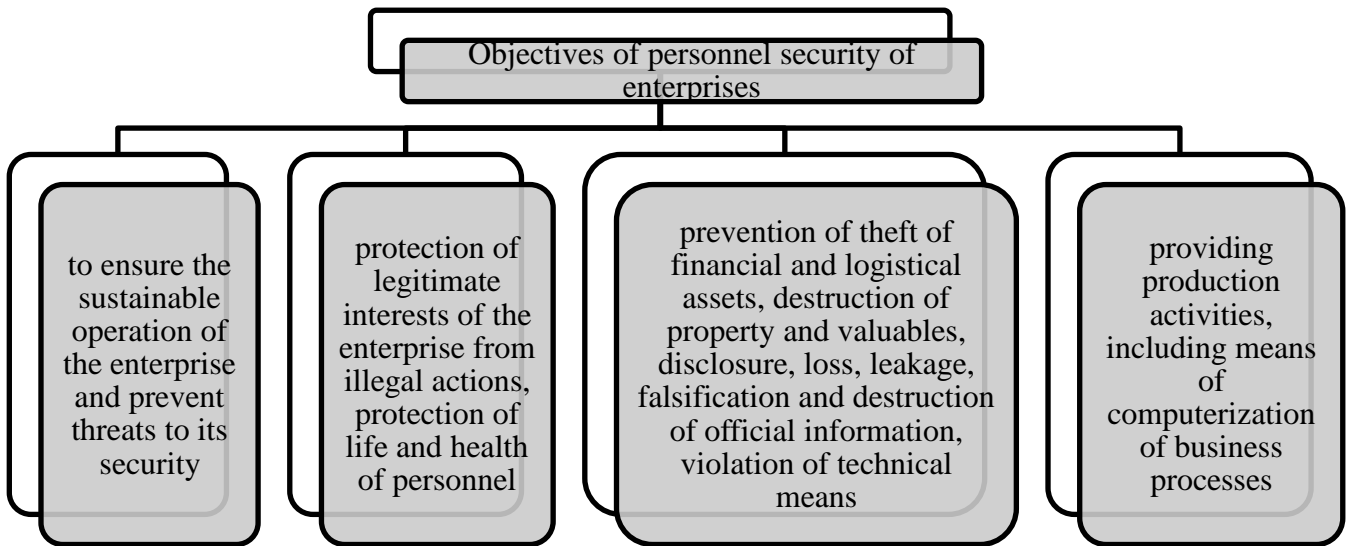 Objectives of personnel security of
enterprises
to ensure the
sustainable
operation of
the enterprise
and prevent
threats to its
security
protection of
legitimate
interests of the
enterprise from
illegal actions,
protection of
life and health
of personnel
prevention of theft of
financial and logistical
assets, destruction of
property and valuables,
disclosure, loss, leakage,
falsification and destruction
of official information,
violation of technical
means
providing
production
activities,
including means
of
computerization
of business
processes